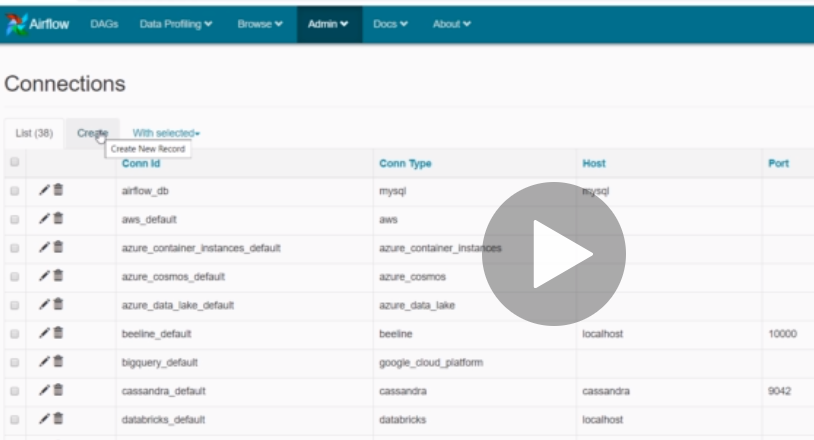 Airflow DAGs Data Profiling Browse Admin Docs About
Connections
List (38) Create With selected
Create New Record
Conn Id Conn Type Host Port
airflow_db mysql mysql
aws_default aws
azure_container_instances_default azure_container_instances
azure_cosmos_default azure_cosmos
azure_data_lake_default azure_data_lake
beeline_default beeline localhost 10000
bigquery_default google_cloud_platform
cassandra_default cassandra cassandra 9042
databricks_default databricks localhost